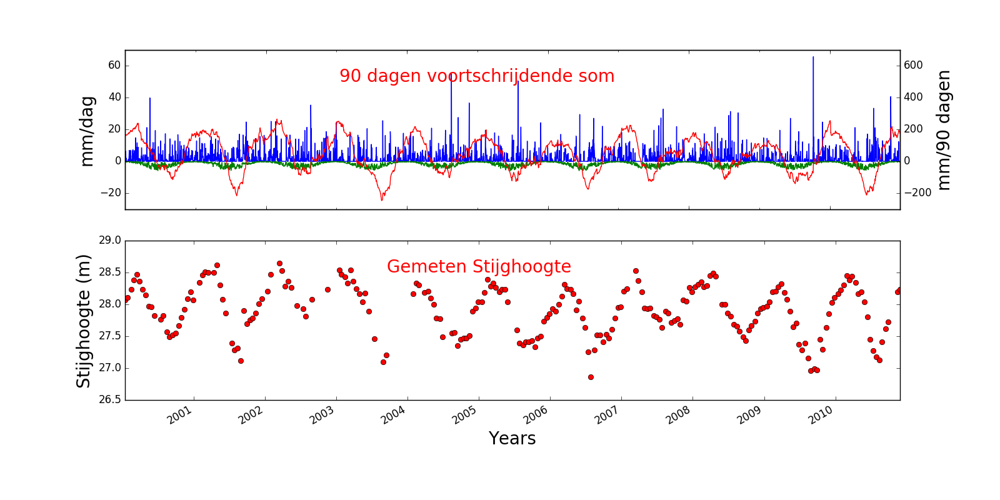 90 dagen voortschrijdende som
mm/dag
60
40
20
0
−20
600
400
200
0
−200
mm/90 dagen
Gemeten Stijghoogte
Stijghoogte (m)
29.0
28.5
28.0
27.5
27.0
26.5
2001 2002 2003 2004 2005 2006 2007 2008 2009 2010
Years